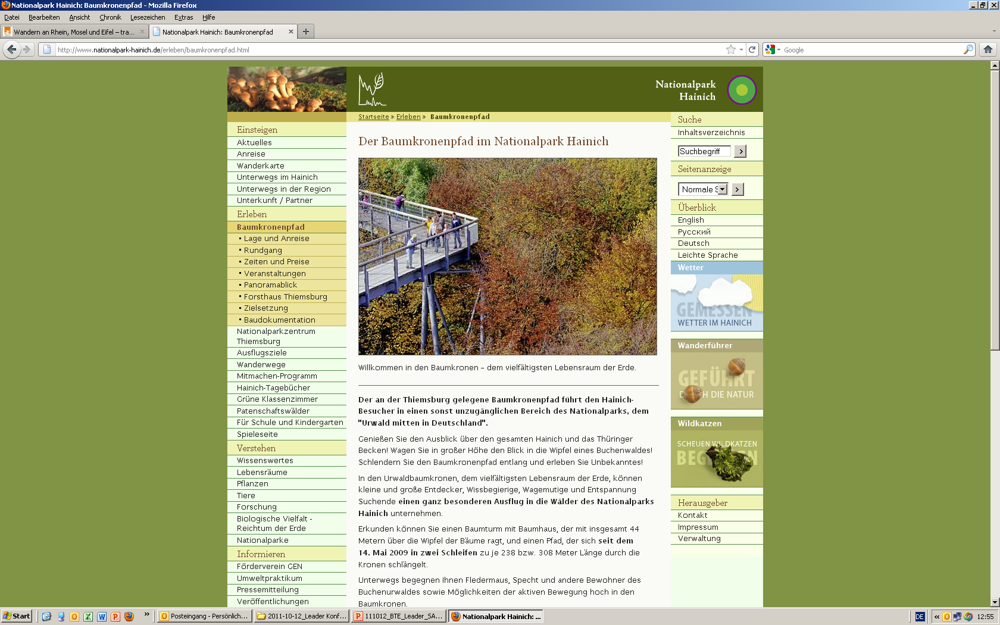 Nationalpark Hainich: Baumkronenpfad - Mozilla Firefox
Datei Bearbeiten Ansicht Chronik Lesezeichen Extras Hilfe
Wandern an Rhein, Mosel und Eifel – tra...
Nationalpark Hainich: Baumkronenpfad
http://www.nationalpark-hainich.de/erleben/baumkronenpfad.html
Google
Nationalpark
Hainich
Startseite » Erleben » Baumkronenpfad
Einsteigen
Aktuelles
Anreise
Wanderkarte
Unterwegs im Hainich
Unterwegs in der Region
Unterkunft / Partner
Erleben
Baumkronenpfad
• Lage und Anreise
• Rundgang
• Zeiten und Preise
• Veranstaltungen
• Panoramablick
• Forsthaus Thiemsburg
• Zielsetzung
• Baudokumentation
Nationalparkzentrum
Thiemsburg
Ausflugsziele
Wanderwege
Mitmachen-Programm
Hainich-Tagebücher
Grüne Klassenzimmer
Patenschaftswälder
Für Schule und Kindergarten
Spieleseite
Verstehen
Wissenswertes
Lebensräume
Pflanzen
Tiere
Forschung
Biologische Vielfalt -
Reichtum der Erde
Nationalparke
Informieren
Förderverein GEN
Umweltpraktikum
Pressemitteilung
Veröffentlichungen
Der Baumkronenpfad im Nationalpark Hainich
Willkommen in den Baumkronen – dem vielfältigsten Lebensraum der Erde.
Der an der Thiemsburg gelegene Baumkronenpfad führt den Hainich-
Besucher in einen sonst unzugänglichen Bereich des Nationalparks, dem
"Urwald mitten in Deutschland".
Genießen Sie den Ausblick über den gesamten Hainich und das Thüringer
Becken! Wagen Sie in großer Höhe den Blick in die Wipfel eines Buchenwaldes!
Schlendern Sie den Baumkronenpfad entlang und erleben Sie Unbekanntes!
In den Urwaldbaumkronen, dem vielfältigsten Lebensraum der Erde, können
kleine und große Entdecker, Wissbegierige, Wagemutige und Entspannung
Suchende einen ganz besonderen Ausflug in die Wälder des Nationalparks
Hainich unternehmen.
Erkunden können Sie einen Baumturm mit Baumhaus, der mit insgesamt 44
Metern über die Wipfel der Bäume ragt, und einen Pfad, der sich seit dem
14. Mai 2009 in zwei Schleifen zu je 238 bzw. 308 Meter Länge durch die
Kronen schlängelt.
Unterwegs begegnen Ihnen Fledermaus, Specht und andere Bewohner des
Buchenurwaldes sowie Möglichkeiten der aktiven Bewegung hoch in den
Baumkronen.
Suche
Inhaltsverzeichnis
Suchbegriff >
Seitenanzeige
Normale S >
Überblick
English
Русский
Deutsch
Leichte Sprache
Wetter
GEMESSEN
WETTER IM HAINICH
Wanderführer
GEFÜHRT
DURCH DIE NATUR
Wildkatzen
SCHEUEN WILDKATZEN
Herausgeber
Kontakt
Impressum
Verwaltung
Start
»
Posteingang - Persönlich...
2011-10-12_Leader Konf...
111012_BTE_Leader_SA...
Nationalpark Hainich: ...
DE
«
12:55